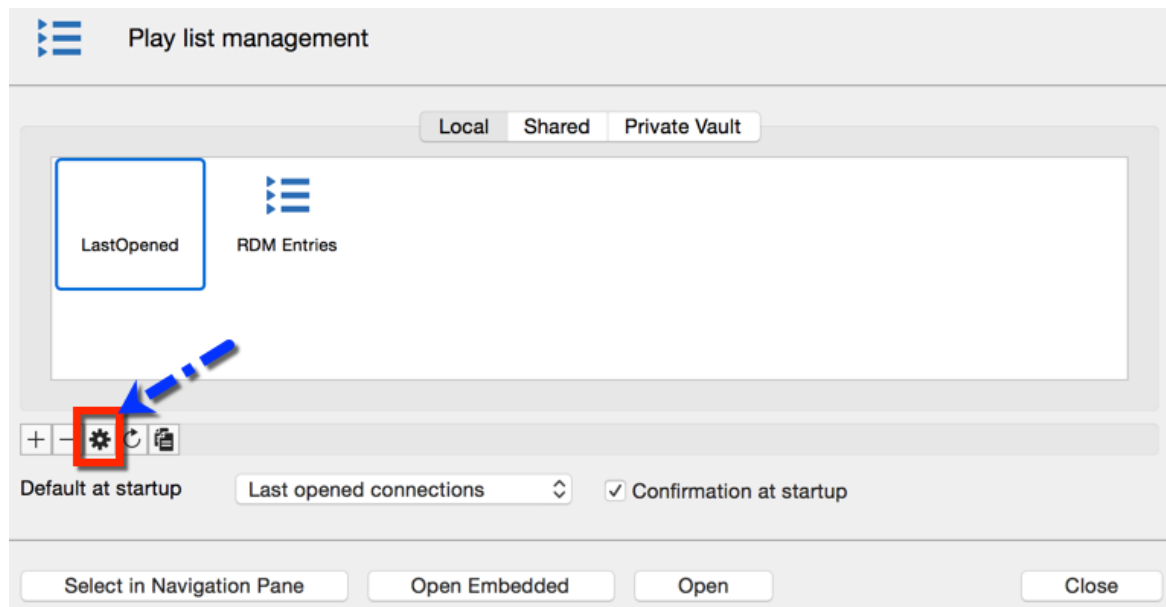 Play list management
Local Shared Private Vault
LastOpened RDM Entries
Default at startup Last opened connections Confirmation at startup
Select in Navigation Pane Open Embedded Open Close